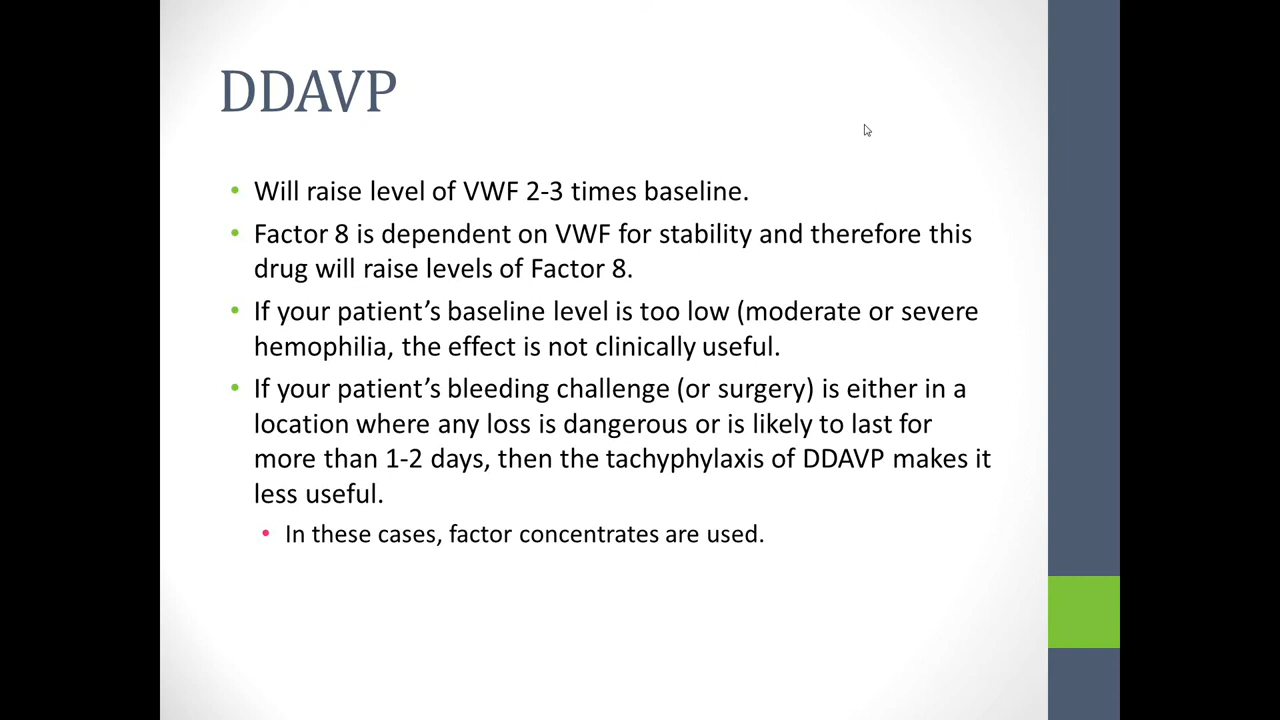 DDAVP
• Will raise level of VWF 2-3 times baseline.
• Factor 8 is dependent on VWF for stability and therefore this
drug will raise levels of Factor 8.
• If your patient’s baseline level is too low (moderate or severe
hemophilia, the effect is not clinically useful.
• If your patient’s bleeding challenge (or surgery) is either in a
location where any loss is dangerous or is likely to last for
more than 1-2 days, then the tachyphylaxis of DDAVP makes it
less useful.
• In these cases, factor concentrates are used.